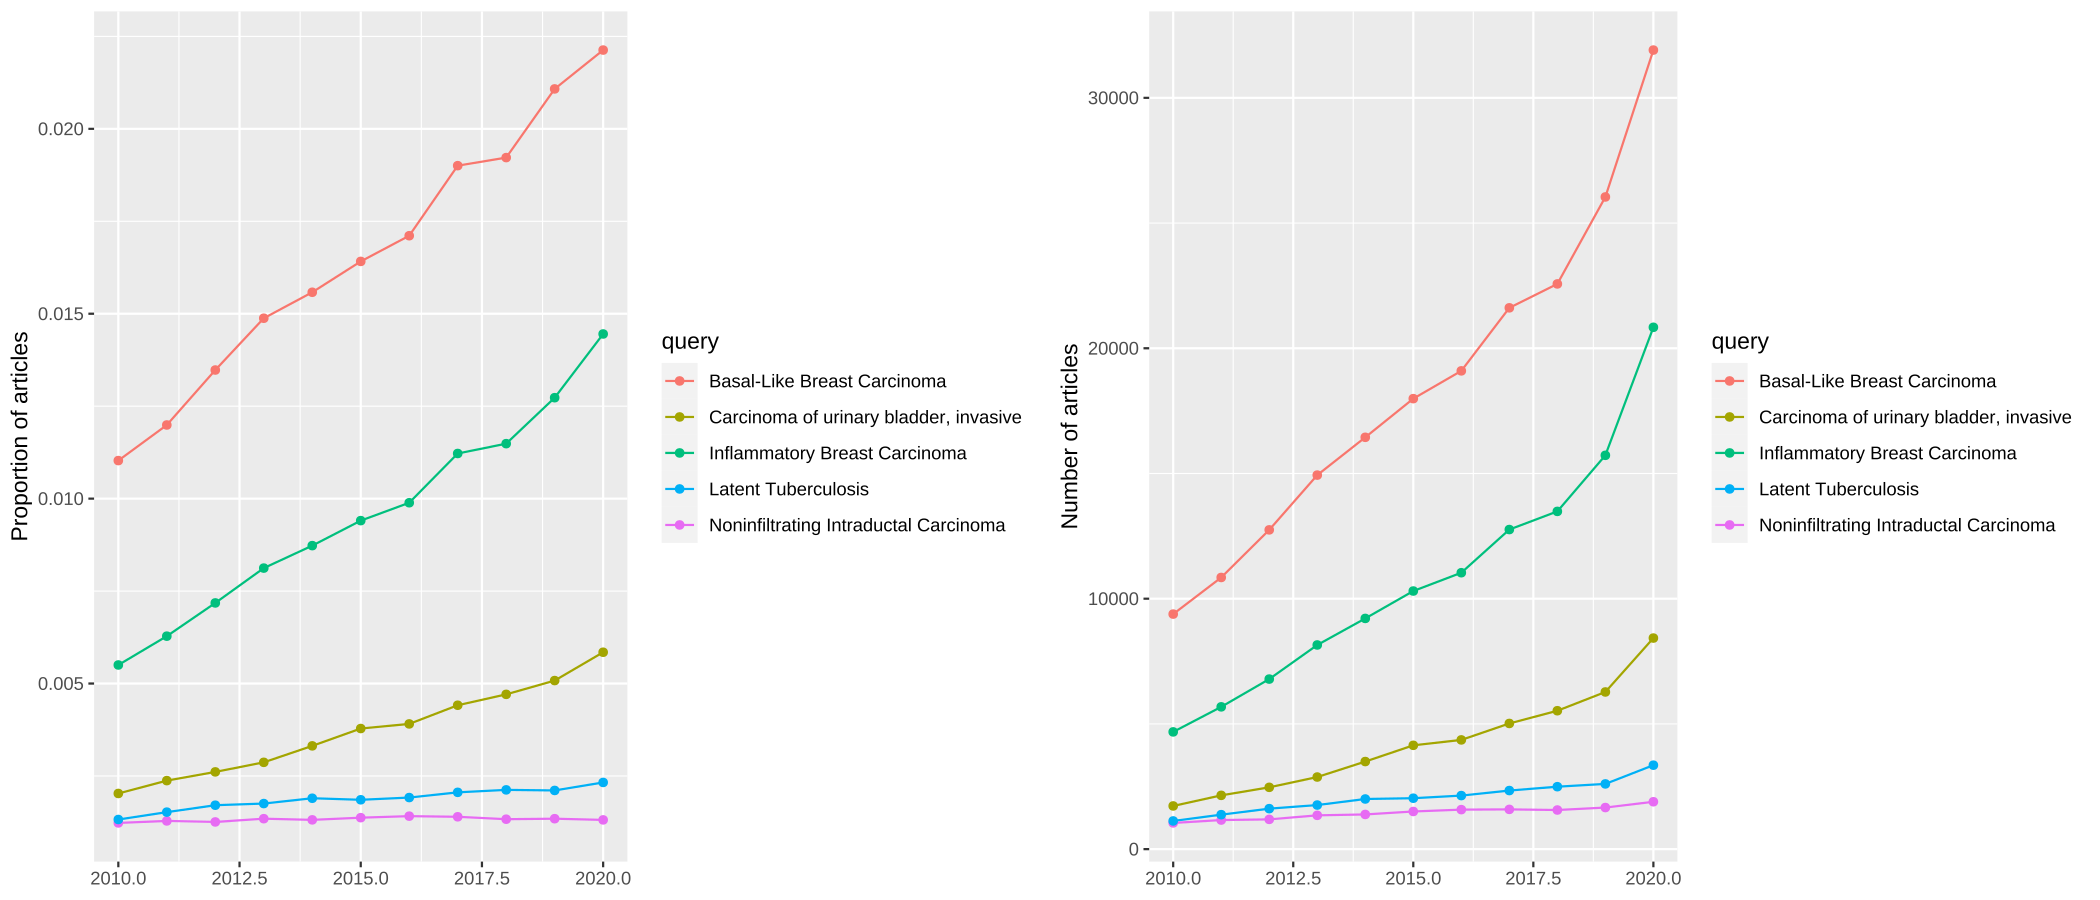 Proportion of articles
0.020
0.015
0.010
0.005
2010.0 2012.5 2015.0 2017.5 2020.0
query
Basal-Like Breast Carcinoma
Carcinoma of urinary bladder, invasive
Inflammatory Breast Carcinoma
Latent Tuberculosis
Noninfiltrating Intraductal Carcinoma
Number of articles
30000
20000
10000
0
2010.0 2012.5 2015.0 2017.5 2020.0
query
Basal-Like Breast Carcinoma
Carcinoma of urinary bladder, invasive
Inflammatory Breast Carcinoma
Latent Tuberculosis
Noninfiltrating Intraductal Carcinoma